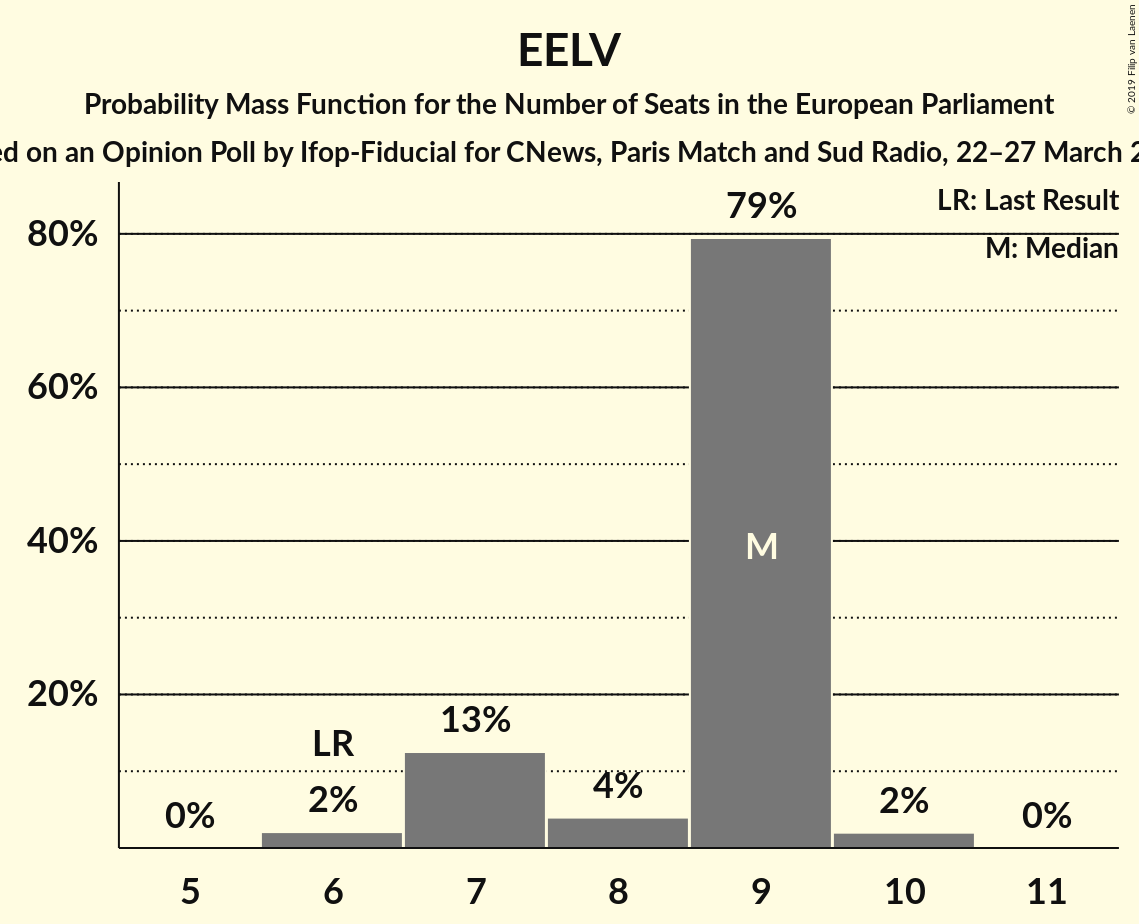 EELV
Probability Mass Function for the Number of Seats in the European Parliament
on an Opinion Poll by Ifop-Fiducial for CNews, Paris Match and Sud Radio, 22–27 March
© 2019 Filip van Laenen
LR: Last Result
M: Median
80%
60%
40%
20%
0%
LR
2%
13%
4%
79%
M
2%
0%
5 6 7 8 9 10 11